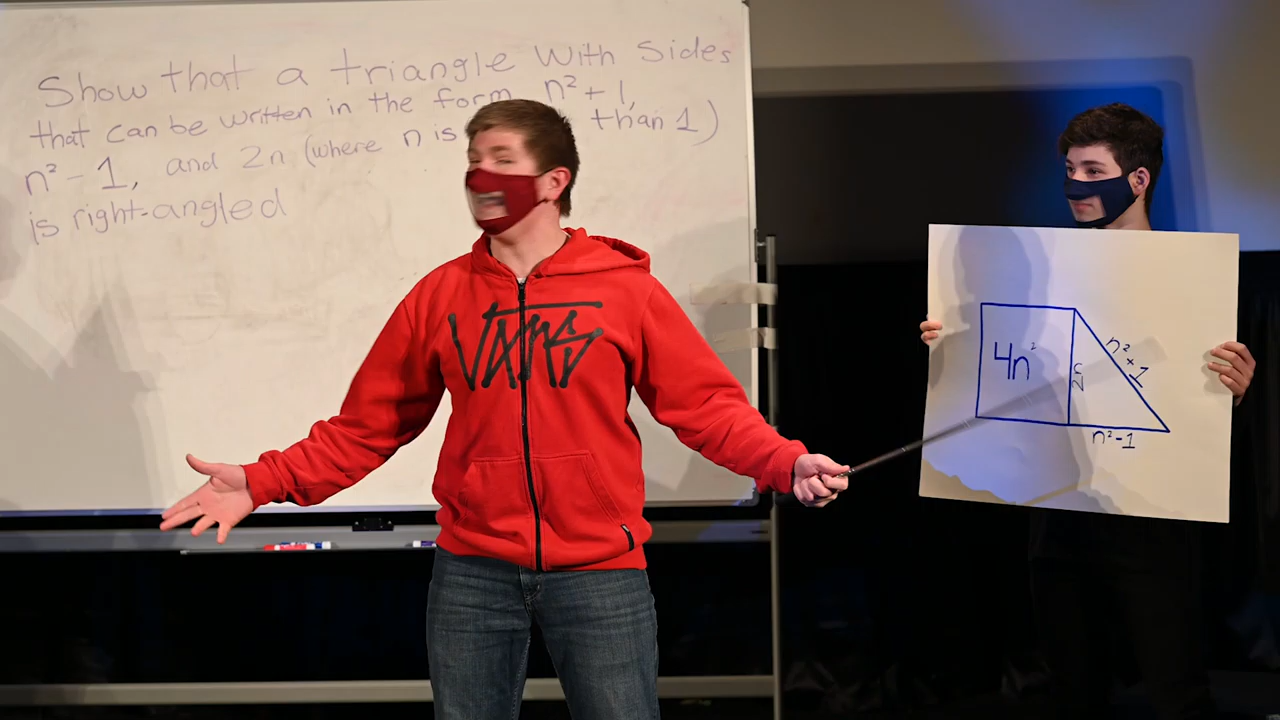 Show that a triangle with sides
that can be written in the form n² + 1,
n² - 1, and 2n (where n is than 1)
is right-angled
VANS
4n²
2n
n² + 1
n² - 1